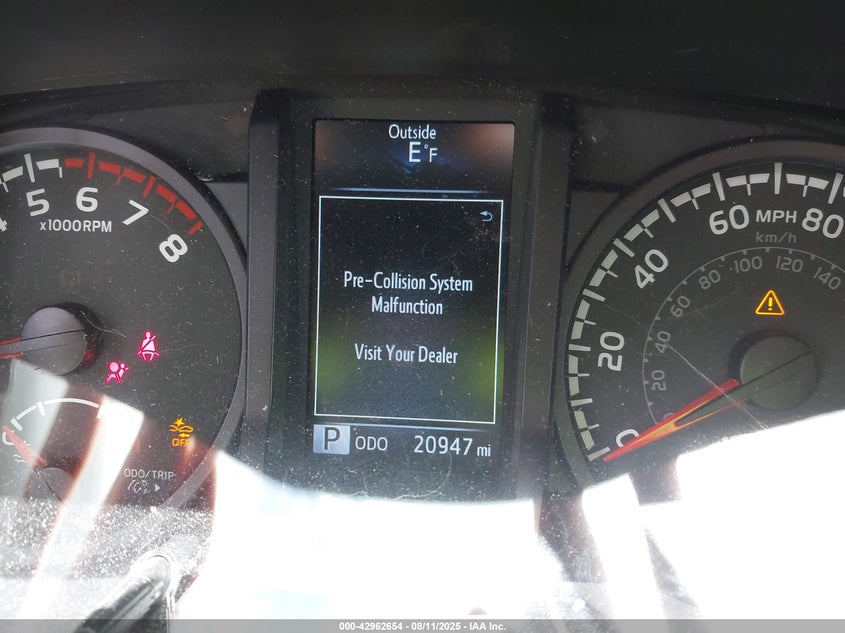 Outside
E°F
4 5 6 7 8
x1000RPM
Pre-Collision System
Malfunction
Visit Your Dealer
P ODO 20947 mi
OFF
ODO/TRIP
0 20 40 60 MPH 80
km/h
20 40 60 80 100 120 140
000-42962654 - 08/11/2025 - IAA Inc.